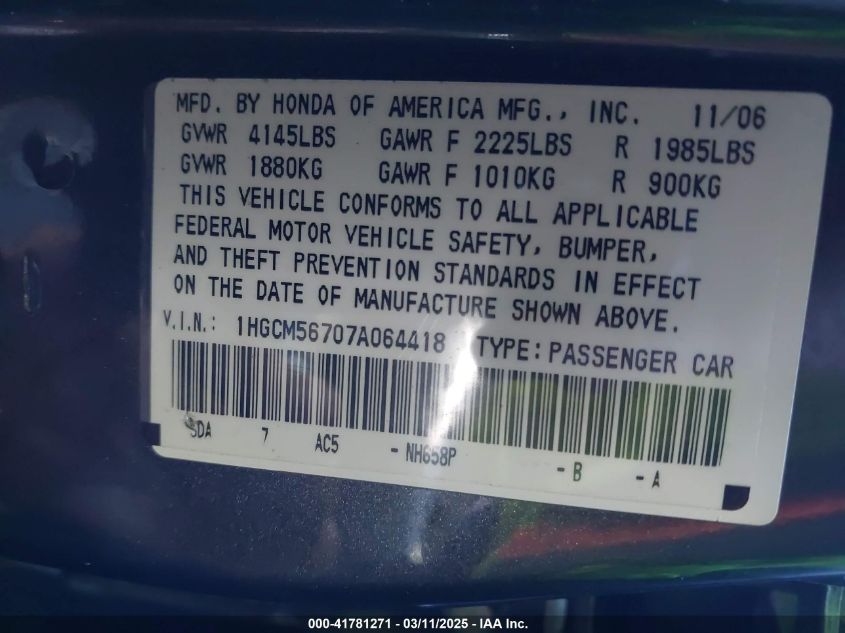 MFD. BY HONDA OF AMERICA MFG., INC. 11/06
GVWR 4145LBS GAWR F 2225LBS R 1985LBS
GVWR 1880KG GAWR F 1010KG R 900KG
THIS VEHICLE CONFORMS TO ALL APPLICABLE
FEDERAL MOTOR VEHICLE SAFETY, BUMPER,
AND THEFT PREVENTION STANDARDS IN EFFECT
ON THE DATE OF MANUFACTURE SHOWN ABOVE.
V.I.N.: 1HGCM56707A064418 TYPE: PASSENGER CAR
SDA 7 AC5 - NH658P - B - A
000-41781271 - 03/11/2025 - IAA Inc.